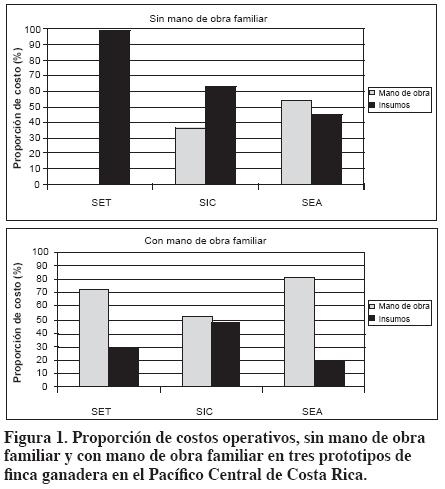 Sin mano de obra familiar
Proporción de costo (%)
100
90
80
70
60
50
40
30
20
10
0
SET
SIC
SEA
Mano de obra
Insumos
Con mano de obra familiar
Proporción de costo (%)
100
90
80
70
60
50
40
30
20
10
0
SET
SIC
SEA
Mano de obra
Insumos
Figura 1. Proporción de costos operativos, sin mano de obra
familiar y con mano de obra familiar en tres prototipos de
finca ganadera en el Pacífico Central de Costa Rica.